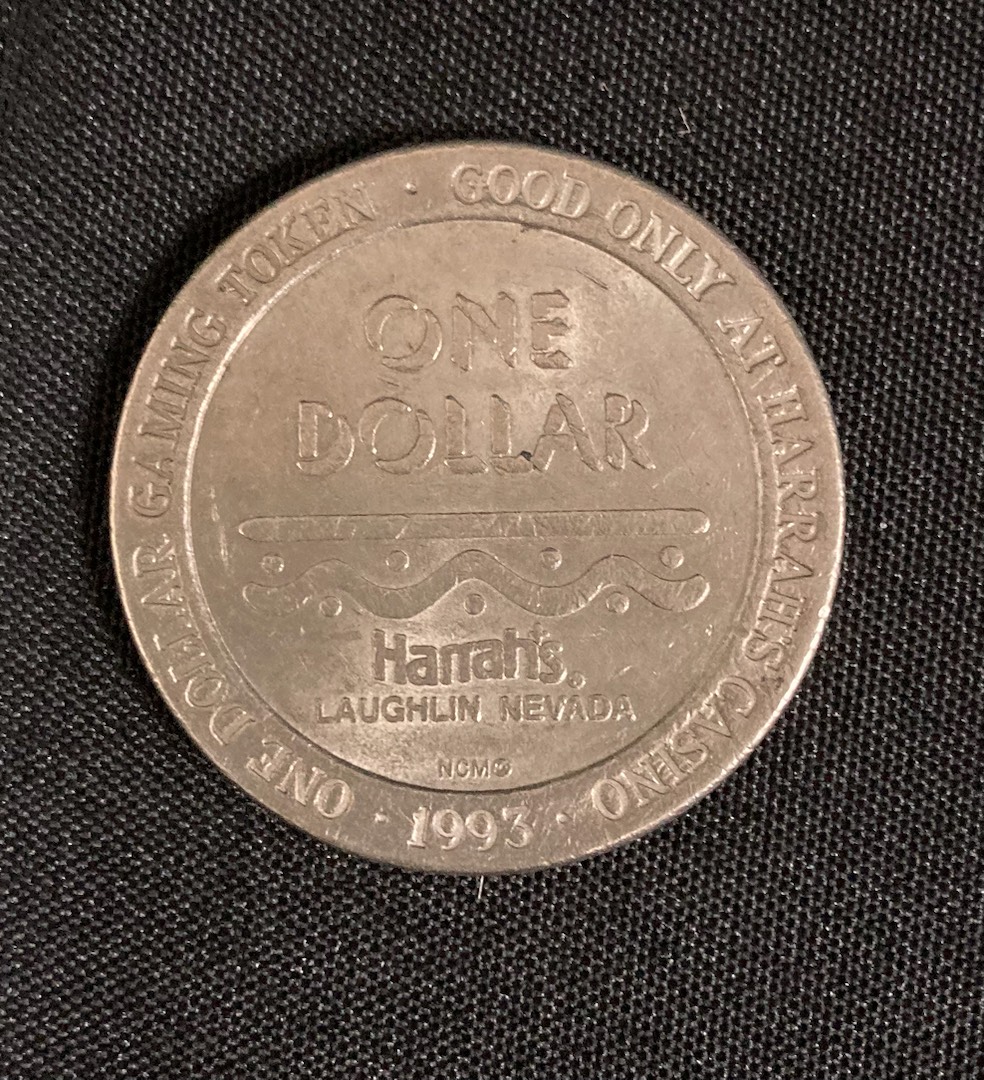 ONE DOLLAR GAMING TOKEN · GOOD ONLY AT HARRAH'S CASINO ·
ONE
DOLLAR
Harrah's®
LAUGHLIN, NEVADA
NCM®
1993 ·